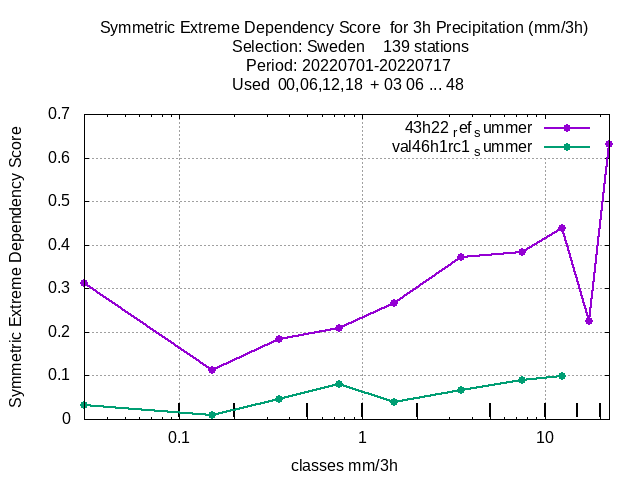 Symmetric Extreme Dependency Score for 3h Precipitation (mm/3h)
Selection: Sweden 139 stations
Period: 20220701-20220717
Used 00,06,12,18 + 03 06 ... 48
43h22 ref summer
val46h1rc1 summer
0.7
0.6
0.5
0.4
0.3
0.2
0.1
0
Symmetric Extreme Dependency Score
0.1 1 10
classes mm/3h